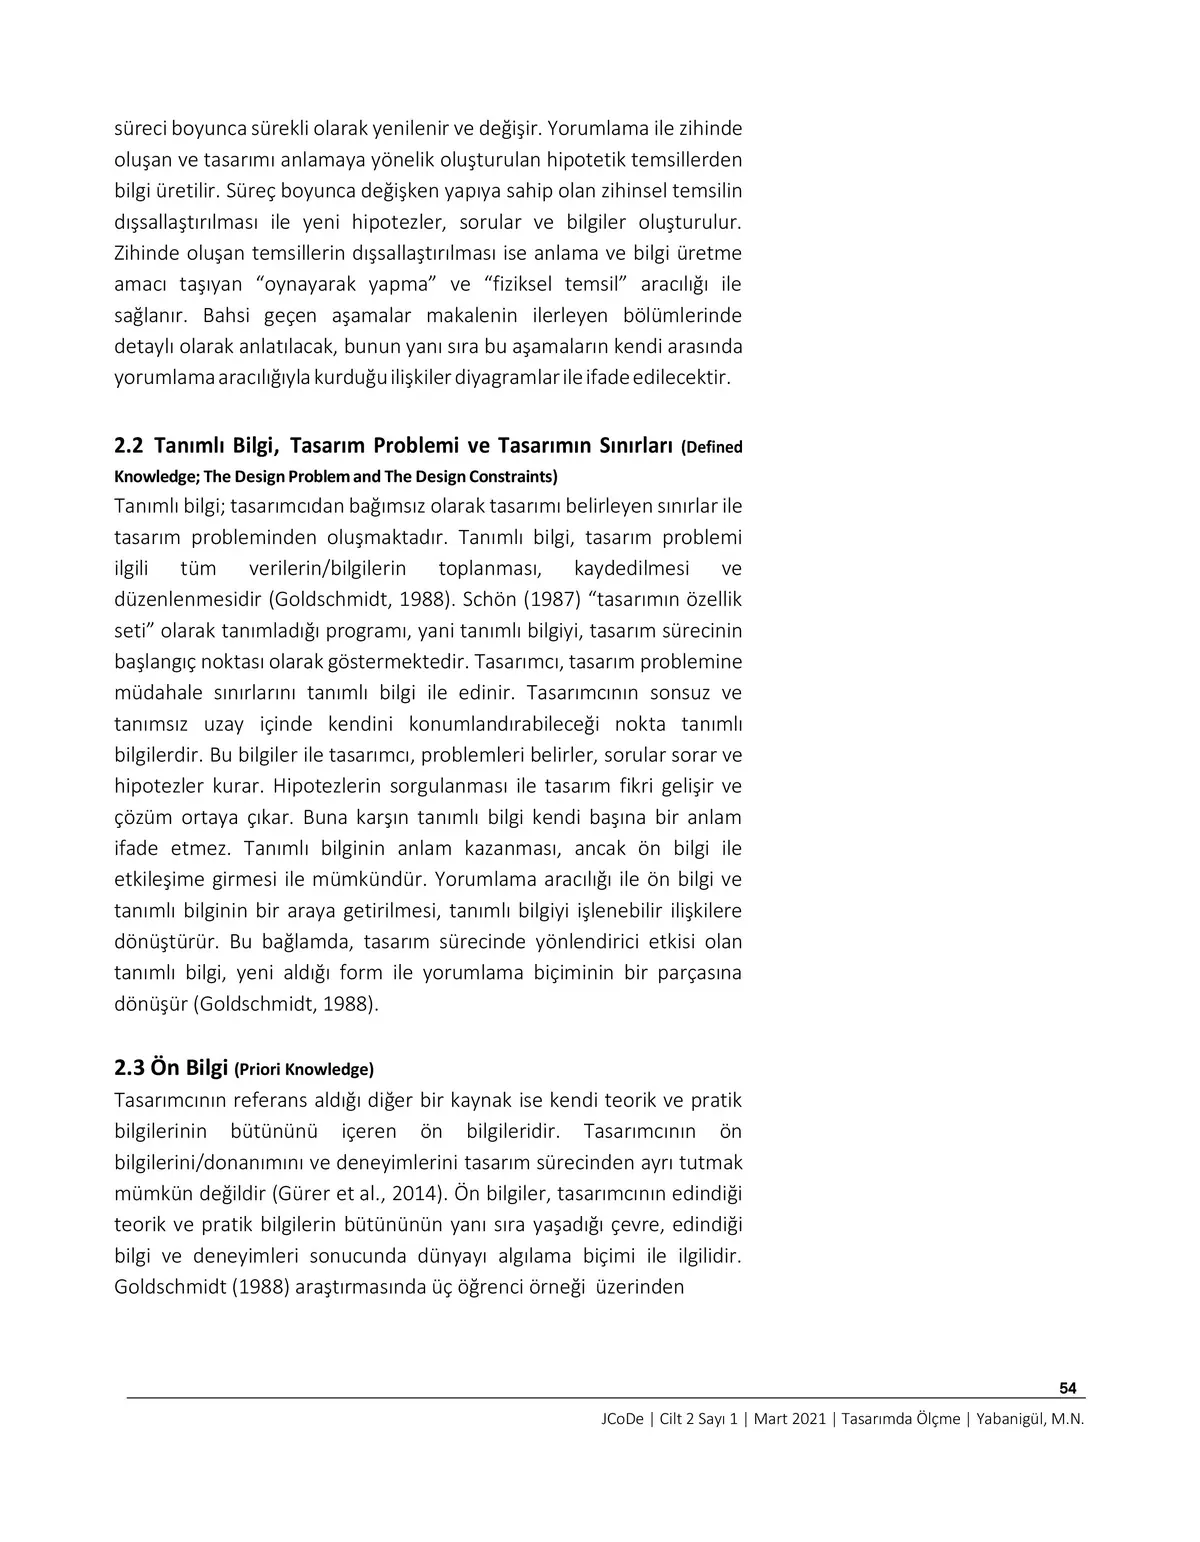 süreci boyunca sürekli olarak yenilenir ve değişir. Yorumlama ile zihinde
oluşan ve tasarımı anlamaya yönelik oluşturulan hipotetik temsillerden
bilgi üretilir. Süreç boyunca değişken yapıya sahip olan zihinsel temsilin
dışsallaştırılması ile yeni hipotezler, sorular ve bilgiler oluşturulur.
Zihinde oluşan temsillerin dışsallaştırılması ise anlama ve bilgi üretme
amacı taşıyan “oynayarak yapma” ve “fiziksel temsil” aracılığı ile
sağlanır. Bahsi geçen aşamalar makalenin ilerleyen bölümlerinde
detaylı olarak anlatılacak, bunun yanı sıra bu aşamaların kendi arasında
yorumlama aracılığıyla kurduğu ilişkiler diyagramlar ile ifade edilecektir.
2.2 Tanımlı Bilgi, Tasarım Problemi ve Tasarımın Sınırları (Defined
Knowledge; The Design Problem and The Design Constraints)
Tanımlı bilgi; tasarımcıdan bağımsız olarak tasarımı belirleyen sınırlar ile
tasarım probleminden oluşmaktadır. Tanımlı bilgi, tasarım problemi
ilgili tüm verilerin/bilgilerin toplanması, kaydedilmesi ve
düzenlenmesidir (Goldschmidt, 1988). Schön (1987) “tasarımın özellik
seti” olarak tanımladığı programı, yani tanımlı bilgiyi, tasarım sürecinin
başlangıç noktası olarak göstermektedir. Tasarımcı, tasarım problemine
müdahale sınırlarını tanımlı bilgi ile edinir. Tasarımcının sonsuz ve
tanımsız uzay içinde kendini konumlandırabileceği nokta tanımlı
bilgilerdir. Bu bilgiler ile tasarımcı, problemleri belirler, sorular sorar ve
hipotezler kurar. Hipotezlerin sorgulanması ile tasarım fikri gelişir ve
çözüm ortaya çıkar. Buna karşın tanımlı bilgi kendi başına bir anlam
ifade etmez. Tanımlı bilginin anlam kazanması, ancak ön bilgi ile
etkileşime girmesi ile mümkündür. Yorumlama aracılığı ile ön bilgi ve
tanımlı bilginin bir araya getirilmesi, tanımlı bilgiyi işlenebilir ilişkilere
dönüştürür. Bu bağlamda, tasarım sürecinde yönlendirici etkisi olan
tanımlı bilgi, yeni aldığı form ile yorumlama biçiminin bir parçasına
dönüşür (Goldschmidt, 1988).
2.3 Ön Bilgi (Priori Knowledge)
Tasarımcının referans aldığı diğer bir kaynak ise kendi teorik ve pratik
bilgilerinin bütününü içeren ön bilgileridir. Tasarımcının ön
bilgilerini/donanımını ve deneyimlerini tasarım sürecinden ayrı tutmak
mümkün değildir (Gürer et al., 2014). Ön bilgiler, tasarımcının edindiği
teorik ve pratik bilgilerin bütününün yanı sıra yaşadığı çevre, edindiği
bilgi ve deneyimleri sonucunda dünyayı algılama biçimi ile ilgilidir.
Goldschmidt (1988) araştırmasında üç öğrenci örneği üzerinden
54
JCoDe | Cilt 2 Sayı 1 | Mart 2021 | Tasarımda Ölçme | Yabanigül, M.N.